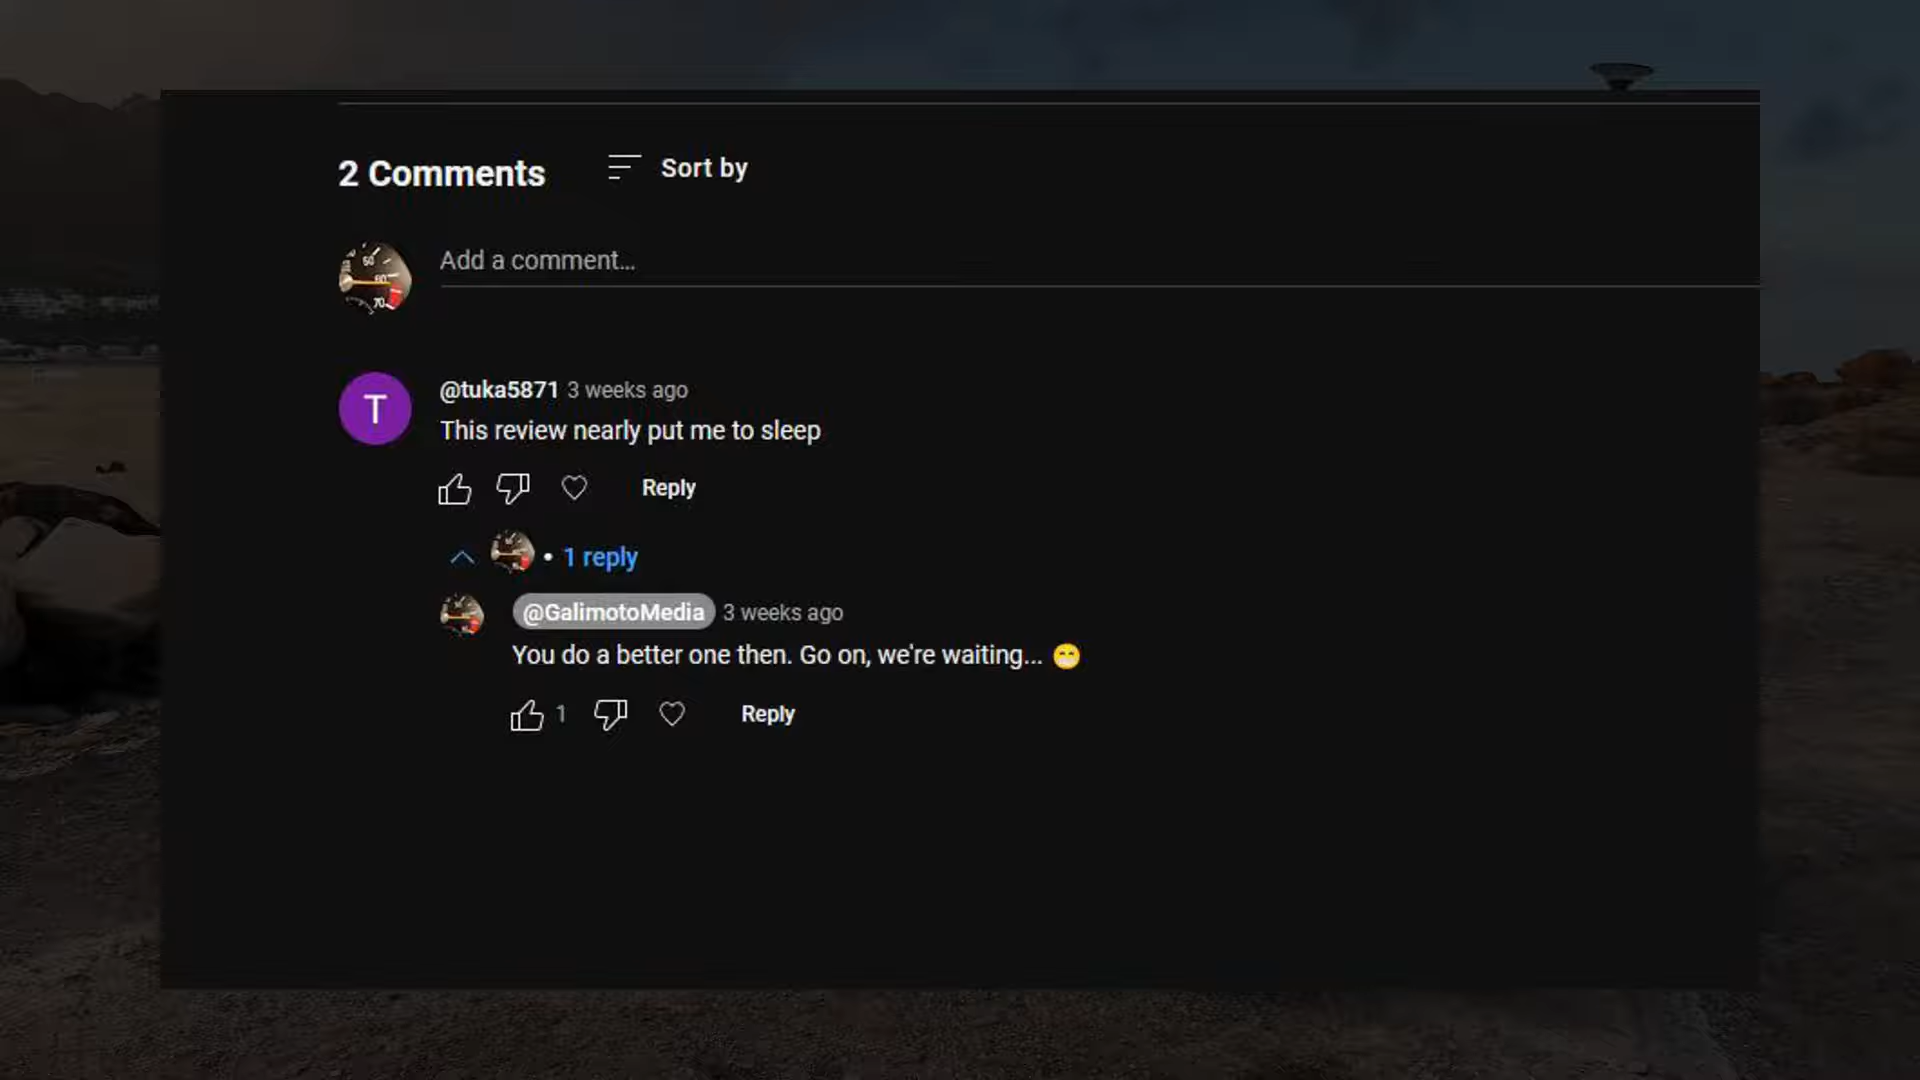 2 Comments
Sort by
Add a comment...
@tuka5871 3 weeks ago
This review nearly put me to sleep
Reply
• 1 reply
@GalimotoMedia 3 weeks ago
You do a better one then. Go on, we're waiting... 😁
1
Reply